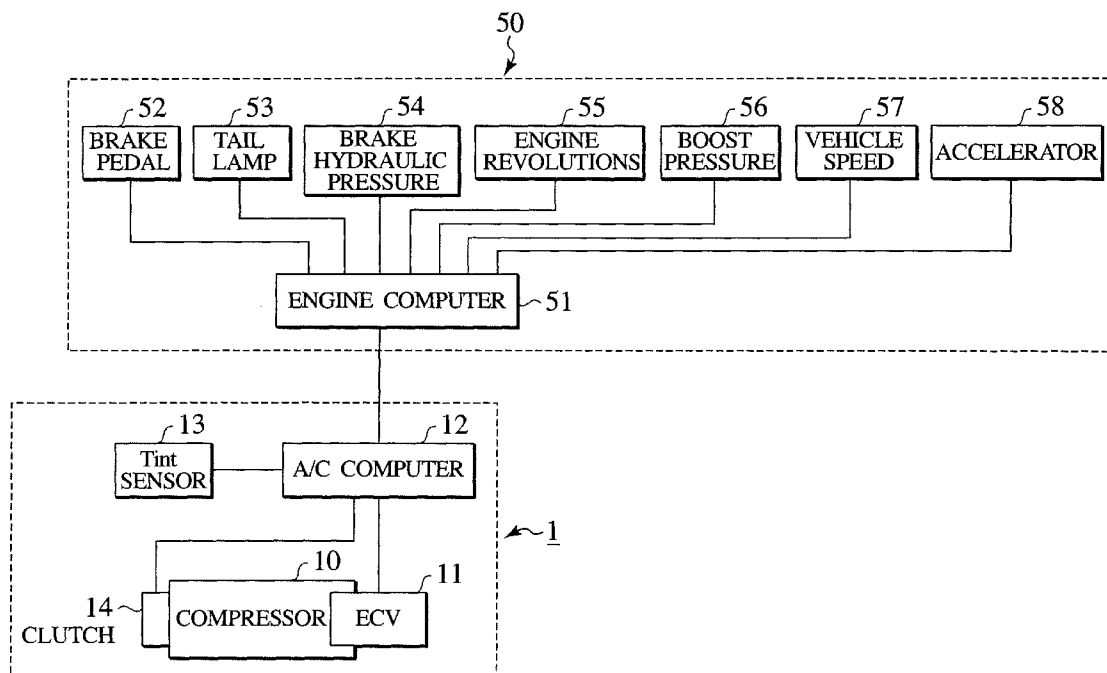 50
52
53
54
55
56
57
58
BRAKE
PEDAL
TAIL
LAMP
BRAKE
HYDRAULIC
PRESSURE
ENGINE
REVOLUTIONS
BOOST
PRESSURE
VEHICLE
SPEED
ACCELERATOR
ENGINE COMPUTER
51
13
12
Tint
SENSOR
A/C COMPUTER
1
10
11
14
CLUTCH
COMPRESSOR
ECV